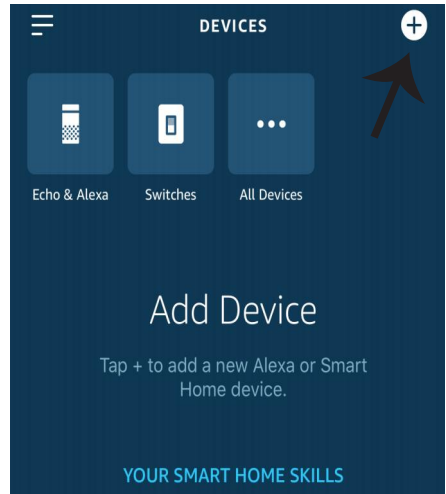 DEVICES
Echo & Alexa Switches All Devices
Add Device
Tap + to add a new Alexa or Smart
Home device.
YOUR SMART HOME SKILLS